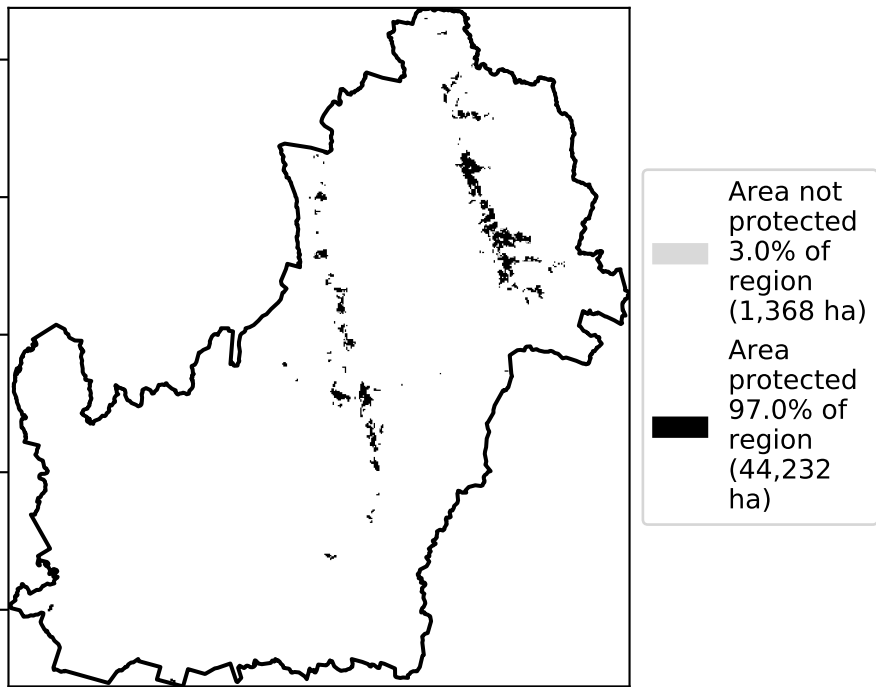 Area not
protected
3.0% of
region
(1,368 ha)
Area
protected
97.0% of
region
(44,232
ha)